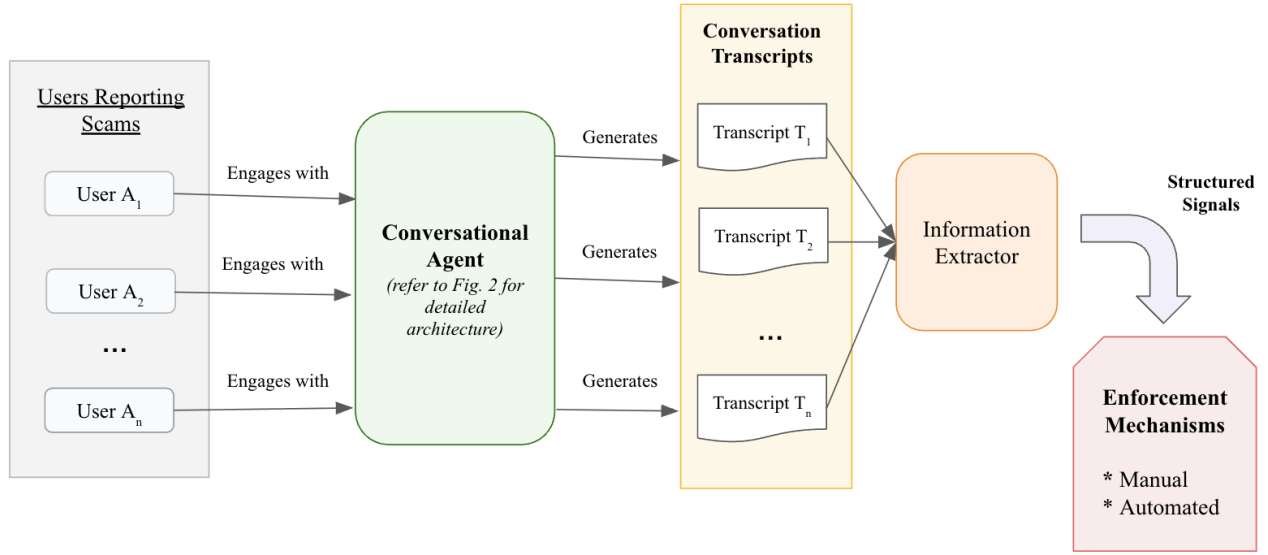 Users Reporting
Scams
User A1
User A2
...
User An
Engages with
Engages with
Engages with
Conversational
Agent
(refer to Fig. 2 for
detailed
architecture)
Generates
Generates
Generates
Conversation
Transcripts
Transcript T1
Transcript T2
...
Transcript Tn
Information
Extractor
Structured
Signals
Enforcement
Mechanisms
* Manual
* Automated